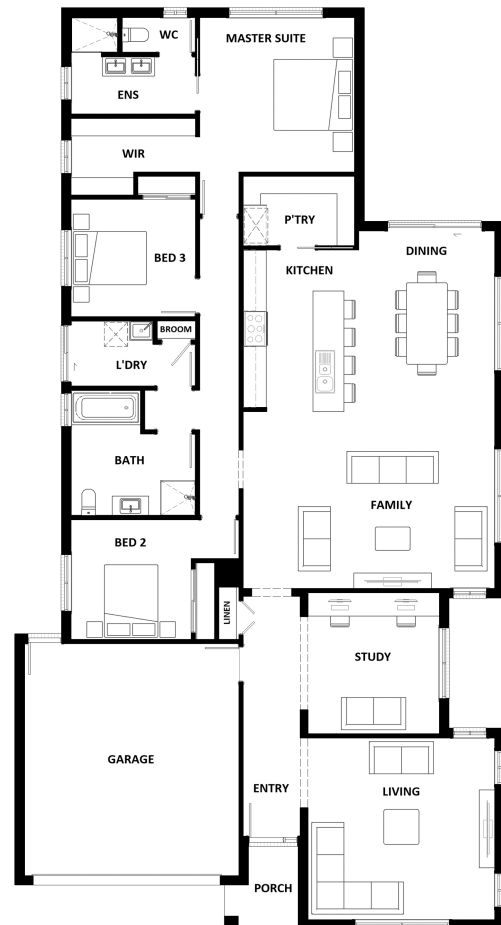 WC
MASTER SUITE
ENS
WIR
P'TRY
BED 3
DINING
KITCHEN
BROOM
L'DRY
BATH
FAMILY
BED 2
LINEN
STUDY
GARAGE
ENTRY
LIVING
PORCH